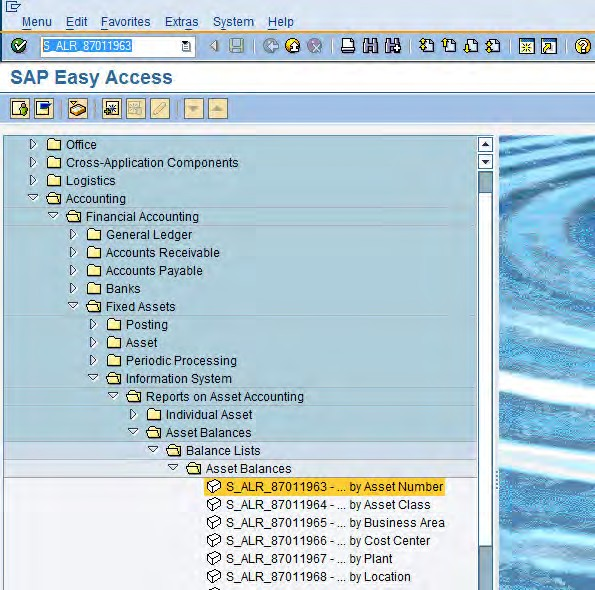 Menu Edit Favorites Extras System Help
S_ALR_87011963
SAP Easy Access
Office
Cross-Application Components
Logistics
Accounting
Financial Accounting
General Ledger
Accounts Receivable
Accounts Payable
Banks
Fixed Assets
Posting
Asset
Periodic Processing
Information System
Reports on Asset Accounting
Individual Asset
Asset Balances
Balance Lists
Asset Balances
S_ALR_87011963 - ... by Asset Number
S_ALR_87011964 - ... by Asset Class
S_ALR_87011965 - ... by Business Area
S_ALR_87011966 - ... by Cost Center
S_ALR_87011967 - ... by Plant
S_ALR_87011968 - ... by Location